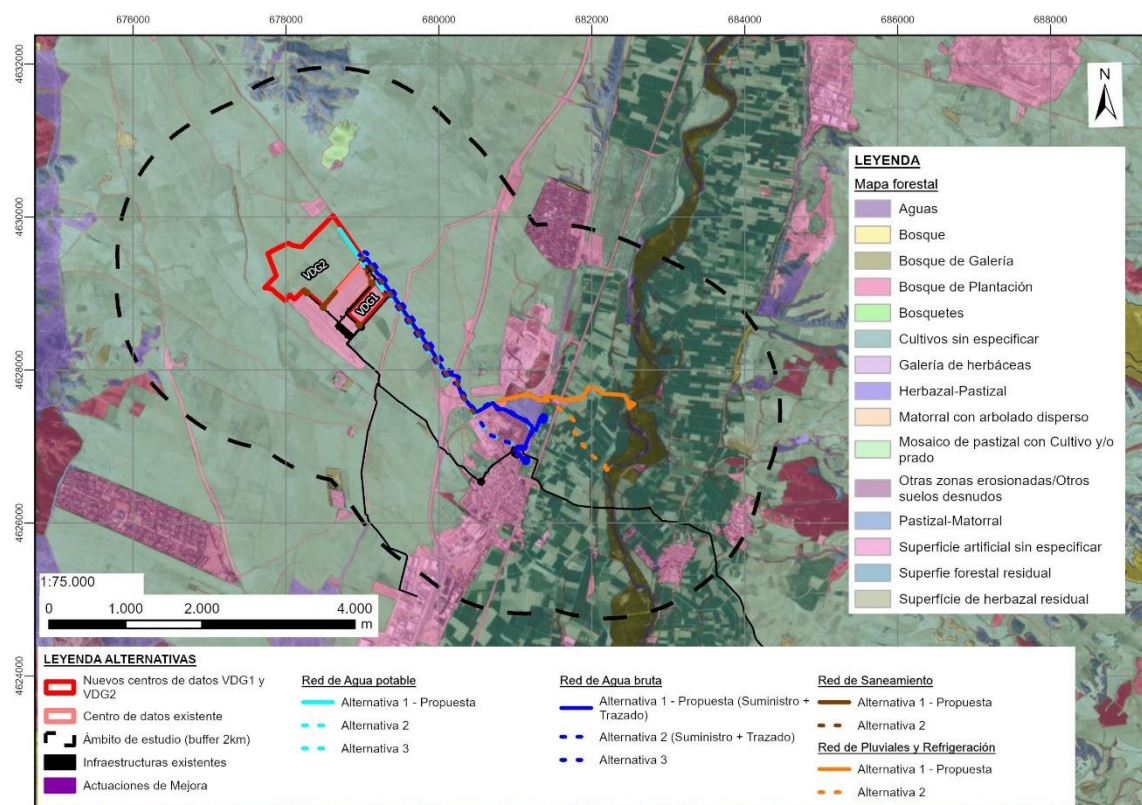 676000
678000
680000
682000
684000
686000
688000
4632000
4630000
4628000
4626000
4624000
N
VDG2
VDG1
LEYENDA
Mapa forestal
Aguas
Bosque
Bosque de Galería
Bosque de Plantación
Bosquetes
Cultivos sin especificar
Galería de herbáceas
Herbazal-Pastizal
Matorral con arbolado disperso
Mosaico de pastizal con Cultivo y/o
prado
Otras zonas erosionadas/Otros
suelos desnudos
Pastizal-Matorral
Superficie artificial sin especificar
Superfie forestal residual
Superfície de herbazal residual
1:75.000
0 1.000 2.000 4.000
m
LEYENDA ALTERNATIVAS
Nuevos centros de datos VDG1 y
VDG2
Centro de datos existente
Ámbito de estudio (buffer 2km)
Infraestructuras existentes
Actuaciones de Mejora
Red de Agua potable
Alternativa 1 - Propuesta
Alternativa 2
Alternativa 3
Red de Agua bruta
Alternativa 1 - Propuesta (Suministro +
Trazado)
Alternativa 2 (Suministro + Trazado)
Alternativa 3
Red de Saneamiento
Alternativa 1 - Propuesta
Alternativa 2
Red de Pluviales y Refrigeración
Alternativa 1 - Propuesta
Alternativa 2